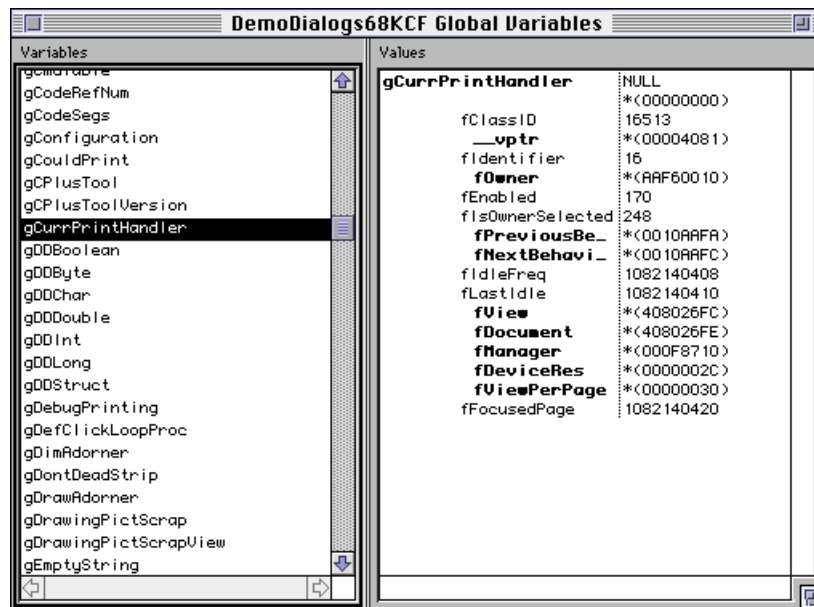 DemoDialogs68KCF Global Variables
Variables
Values
gCmdTable
gCodeRefNum
gCodeSegs
gConfiguration
gCouldPrint
gCPlusTool
gCPlusToolVersion
gCurrPrintHandler
gDDBoolean
gDDByte
gDDChar
gDDDouble
gDDInt
gDDLong
gDDStruct
gDebugPrinting
gDefClickLoopProc
gDimAdorner
gDontDeadStrip
gDrawAdorner
gDrawingPictScrap
gDrawingPictScrapView
gEmptyString
gCurrPrintHandler NULL
*(00000000)
fClassID 16513
__vptr *(00004081)
fIdentifier 16
fOwner *(AAF60010)
fEnabled 170
fIsOwnerSelected 248
fPreviousBe… *(0010AAFA)
fNextBehavi… *(0010AAFC)
fIdleFreq 1082140408
fLastIdle 1082140410
fView *(408026FC)
fDocument *(408026FE)
fManager *(000F8710)
fDeviceRes *(0000002C)
fViewPerPage *(00000030)
fFocusedPage 1082140420